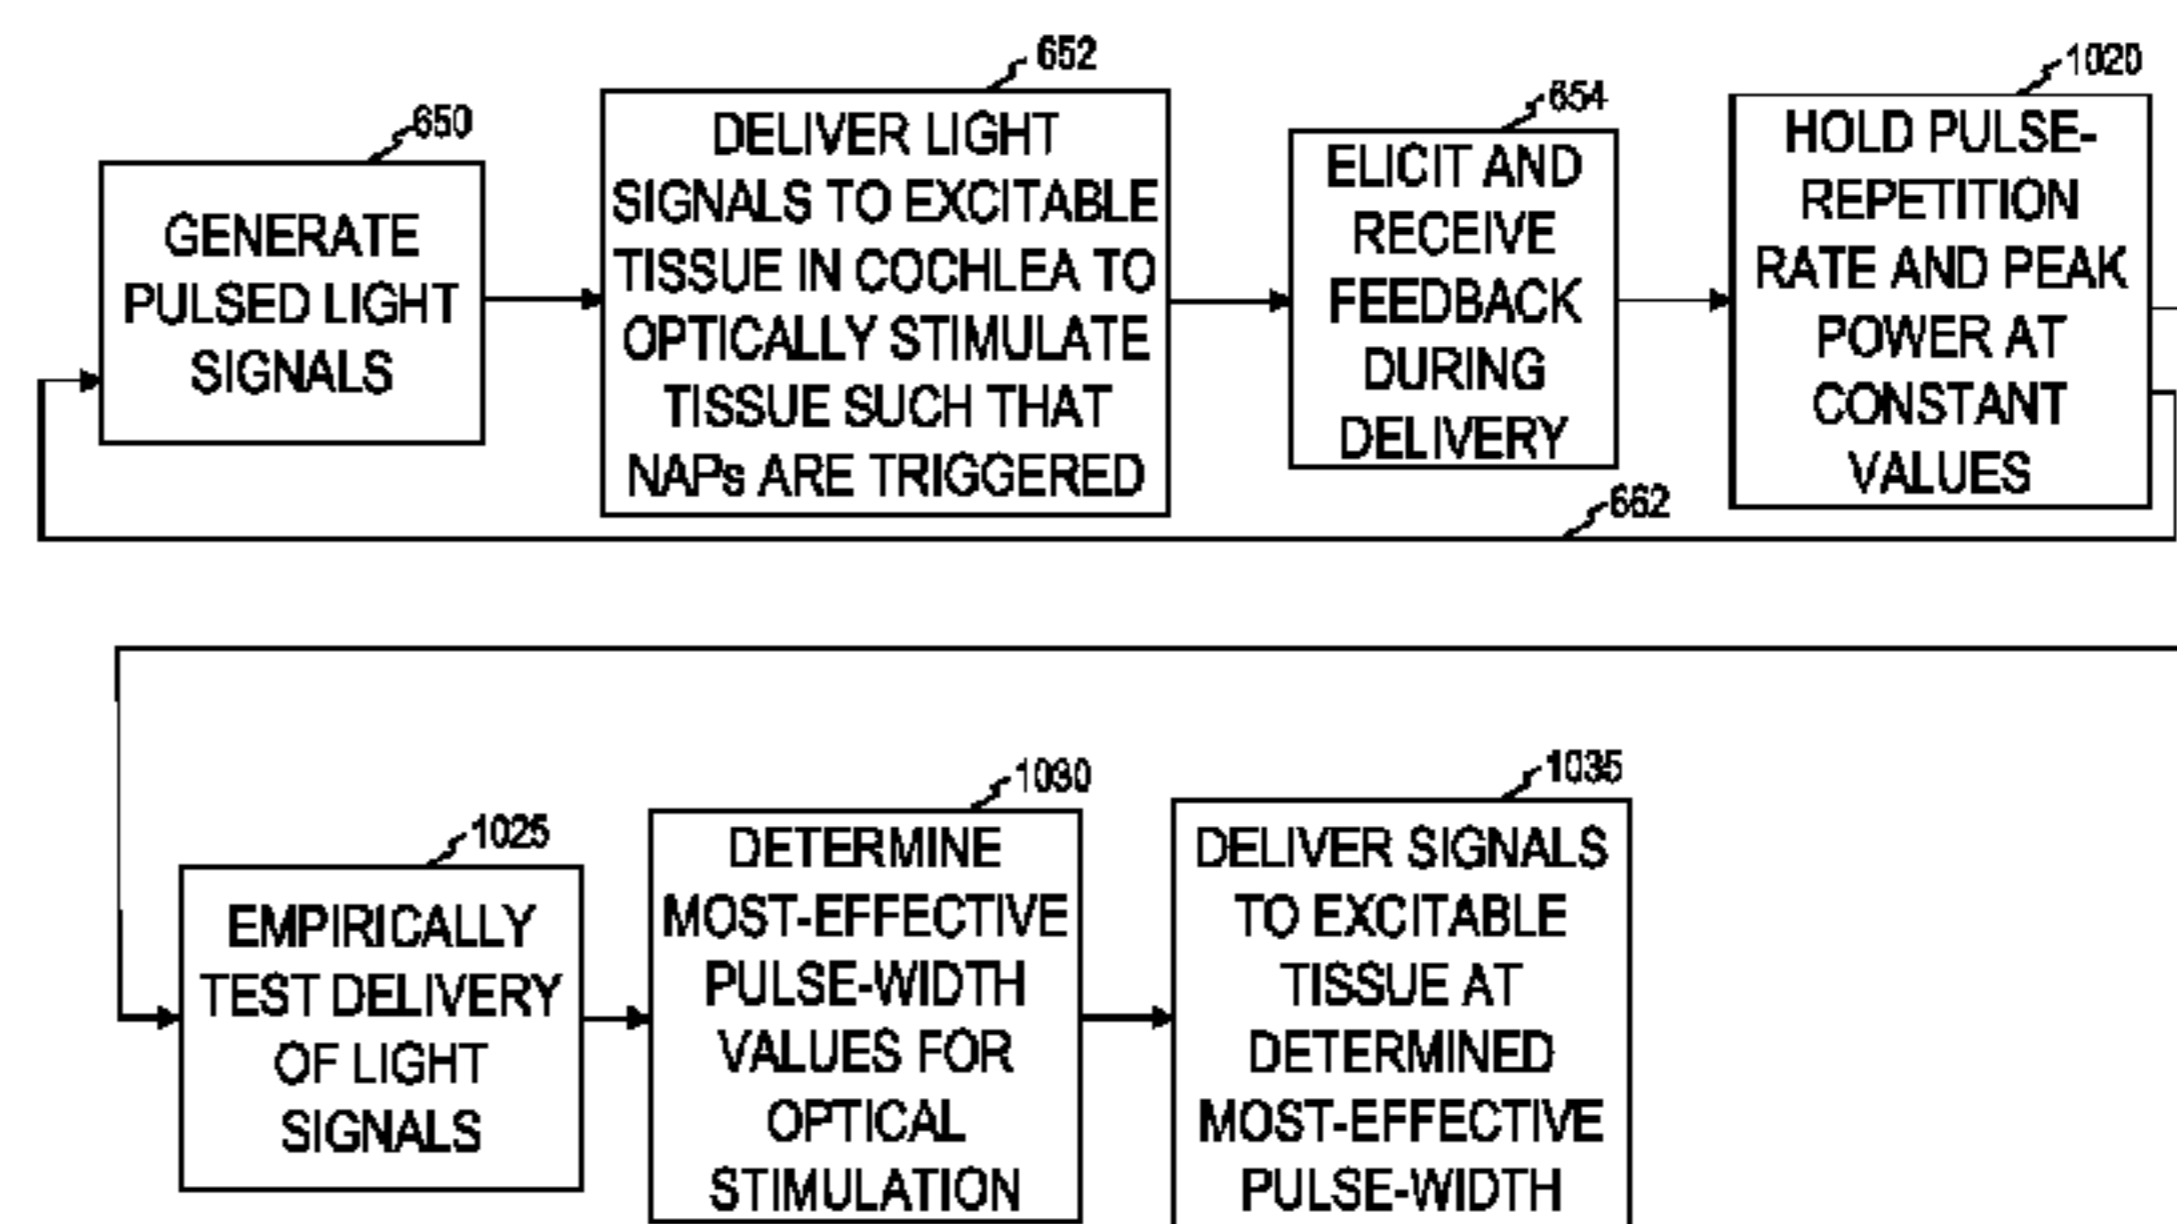 650
GENERATE
PULSED LIGHT
SIGNALS
652
DELIVER LIGHT
SIGNALS TO EXCITABLE
TISSUE IN COCHLEA TO
OPTICALLY STIMULATE
TISSUE SUCH THAT
NAPs ARE TRIGGERED
654
ELICIT AND
RECEIVE
FEEDBACK
DURING
DELIVERY
1020
HOLD PULSE-
REPETITION
RATE AND PEAK
POWER AT
CONSTANT
VALUES
662
1025
EMPIRICALLY
TEST DELIVERY
OF LIGHT
SIGNALS
1030
DETERMINE
MOST-EFFECTIVE
PULSE-WIDTH
VALUES FOR
OPTICAL
STIMULATION
1035
DELIVER SIGNALS
TO EXCITABLE
TISSUE AT
DETERMINED
MOST-EFFECTIVE
PULSE-WIDTH